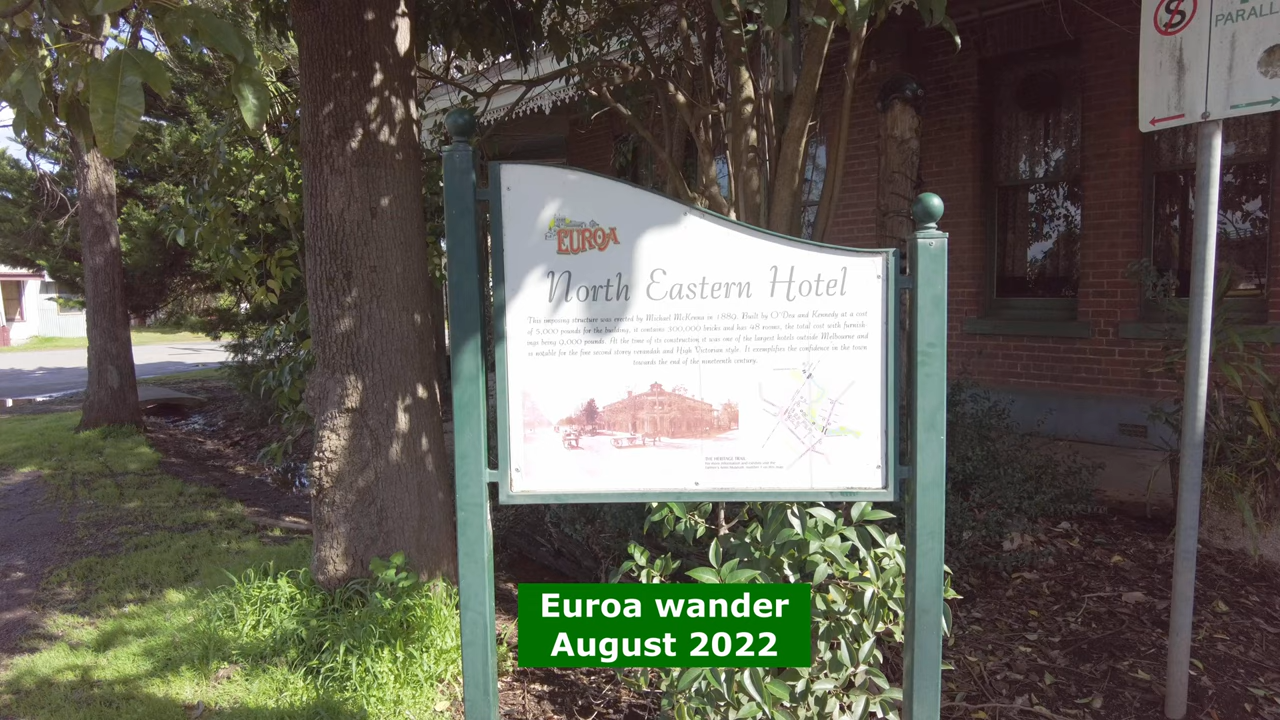 S
PARALL
EUROA
North Eastern Hotel
This imposing structure was erected by Michael McKenna in 1889. Built by O'Dea and Kennedy at a cost
of 5,000 pounds for the building, it contains 300,000 bricks and has 48 rooms, the total cost with furnish-
ings being 9,000 pounds. At the time of its construction it was one of the largest hotels outside Melbourne and
is notable for the fine second storey verandah and High Victorian style. It exemplifies the confidence in the town
towards the end of the nineteenth century.
THE HERITAGE TRAIL
Euroa wander
August 2022